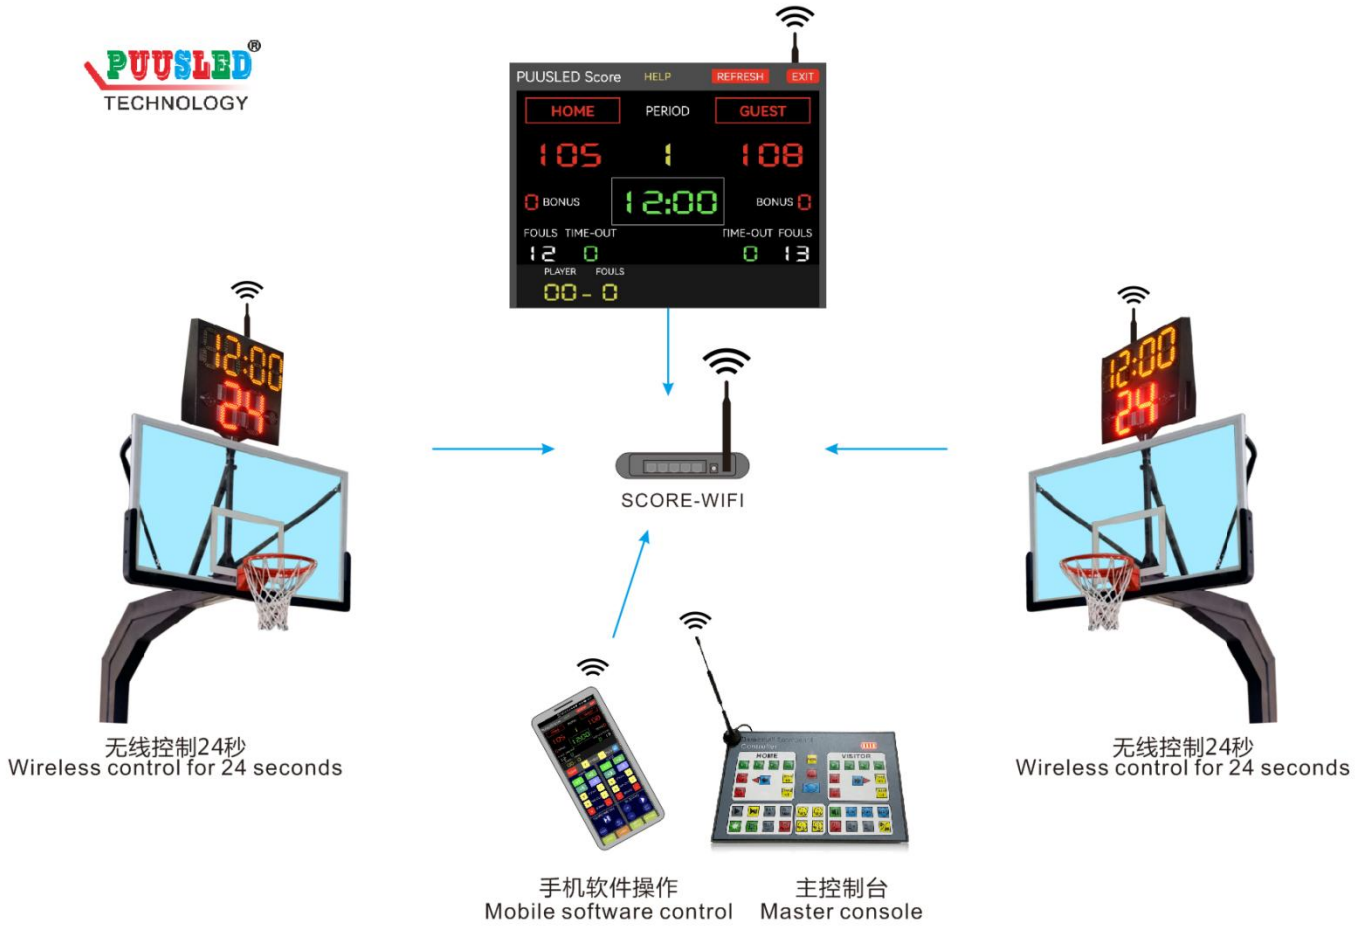 PUUSLED®
TECHNOLOGY
PUUSLED Score HELP REFRESH EXIT
HOME PERIOD GUEST
105 1 108
0 BONUS 12:00 BONUS 0
FOULS TIME-OUT TIME-OUT FOULS
12 0 0 13
PLAYER FOULS
00-0
12:00
24
12:00
24
SCORE-WIFI
HOME VISITOR
无线控制24秒
Wireless control for 24 seconds
无线控制24秒
Wireless control for 24 seconds
手机软件操作
Mobile software control
主控制台
Master console